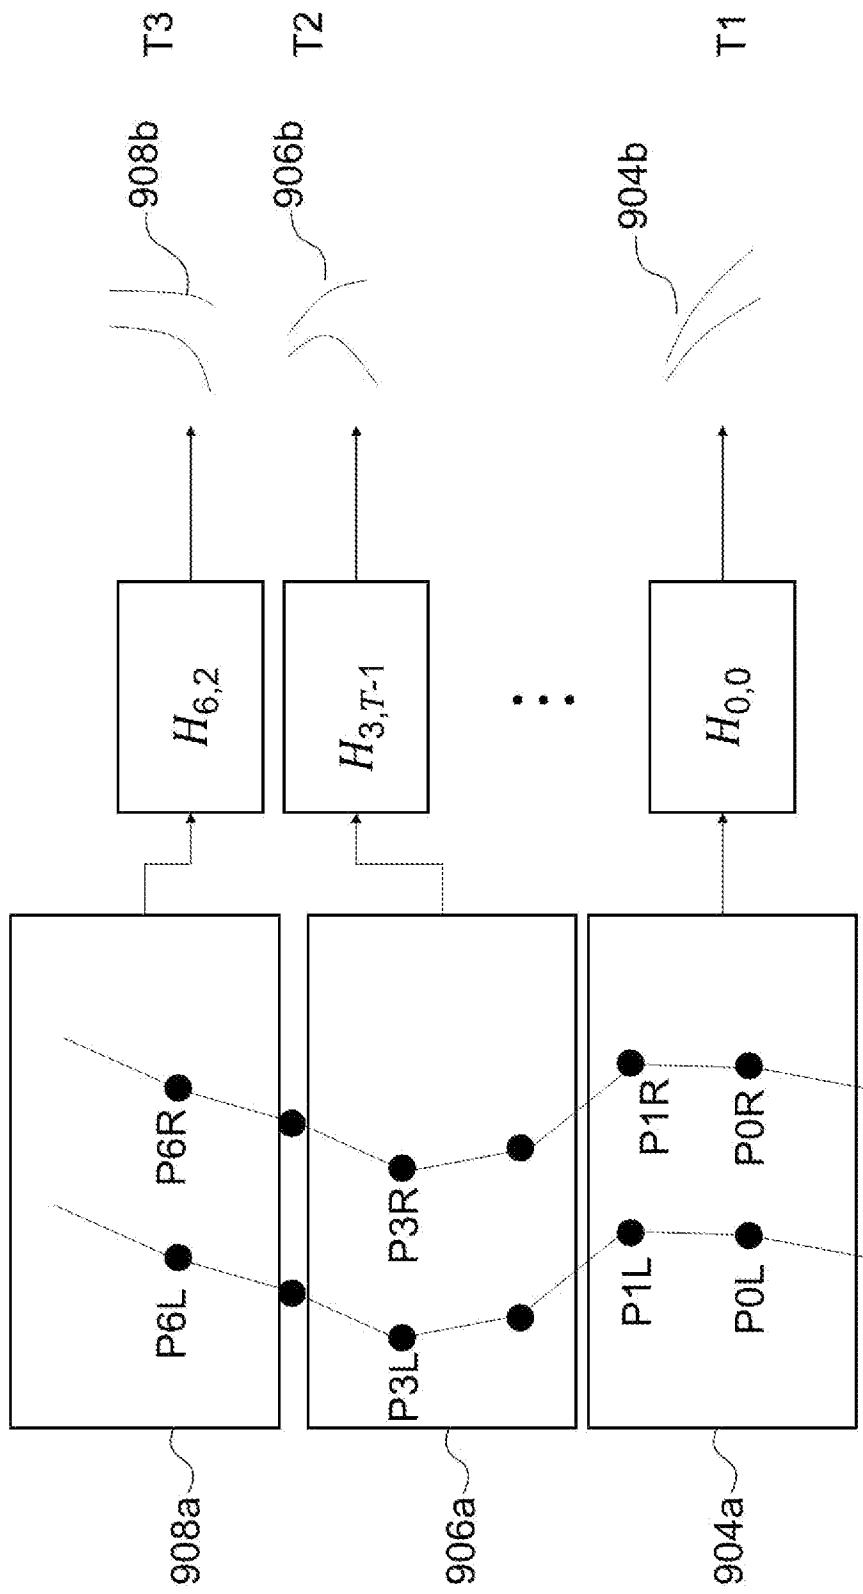 T3
T2
T1
908b
906b
904b
H6,2
H3,T-1
H0,0
P6R
P3R
P1R
P0R
P6L
P3L
P1L
P0L
908a
906a
904a